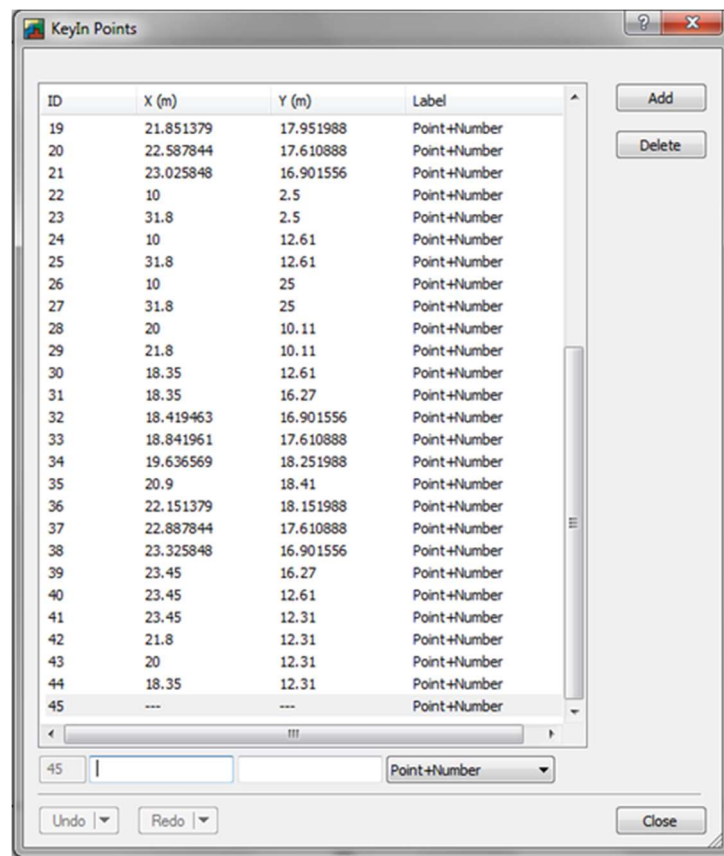 KeyIn Points
ID X (m) Y (m) Label
Add
19 21.851379 17.951988 Point+Number
20 22.587844 17.610888 Point+Number
Delete
21 23.025848 16.901556 Point+Number
22 10 2.5 Point+Number
23 31.8 2.5 Point+Number
24 10 12.61 Point+Number
25 31.8 12.61 Point+Number
26 10 25 Point+Number
27 31.8 25 Point+Number
28 20 10.11 Point+Number
29 21.8 10.11 Point+Number
30 18.35 12.61 Point+Number
31 18.35 16.27 Point+Number
32 18.419463 16.901556 Point+Number
33 18.841961 17.610888 Point+Number
34 19.636569 18.251988 Point+Number
35 20.9 18.41 Point+Number
36 22.151379 18.151988 Point+Number
37 22.887844 17.610888 Point+Number
38 23.325848 16.901556 Point+Number
39 23.45 16.27 Point+Number
40 23.45 12.61 Point+Number
41 23.45 12.31 Point+Number
42 21.8 12.31 Point+Number
43 20 12.31 Point+Number
44 18.35 12.31 Point+Number
45 --- --- Point+Number
45 Point+Number
Undo Redo Close